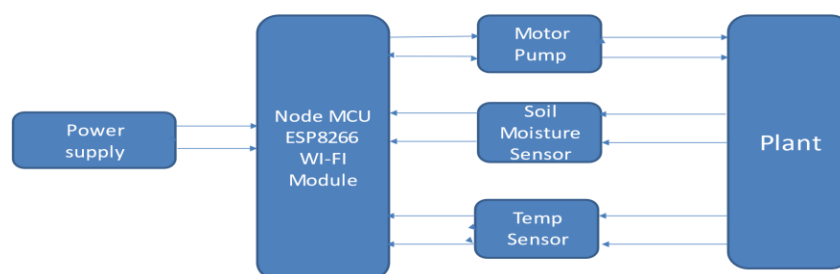 Power
supply
Node MCU
ESP8266
WI-FI
Module
Motor
Pump
Soil
Moisture
Sensor
Temp
Sensor
Plant